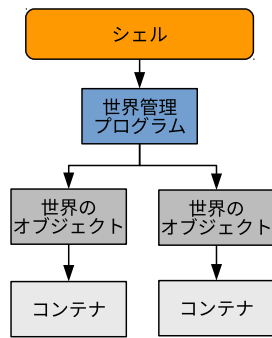 シェル
世界管理
プログラム
世界の
オブジェクト
世界の
オブジェクト
コンテナ
コンテナ